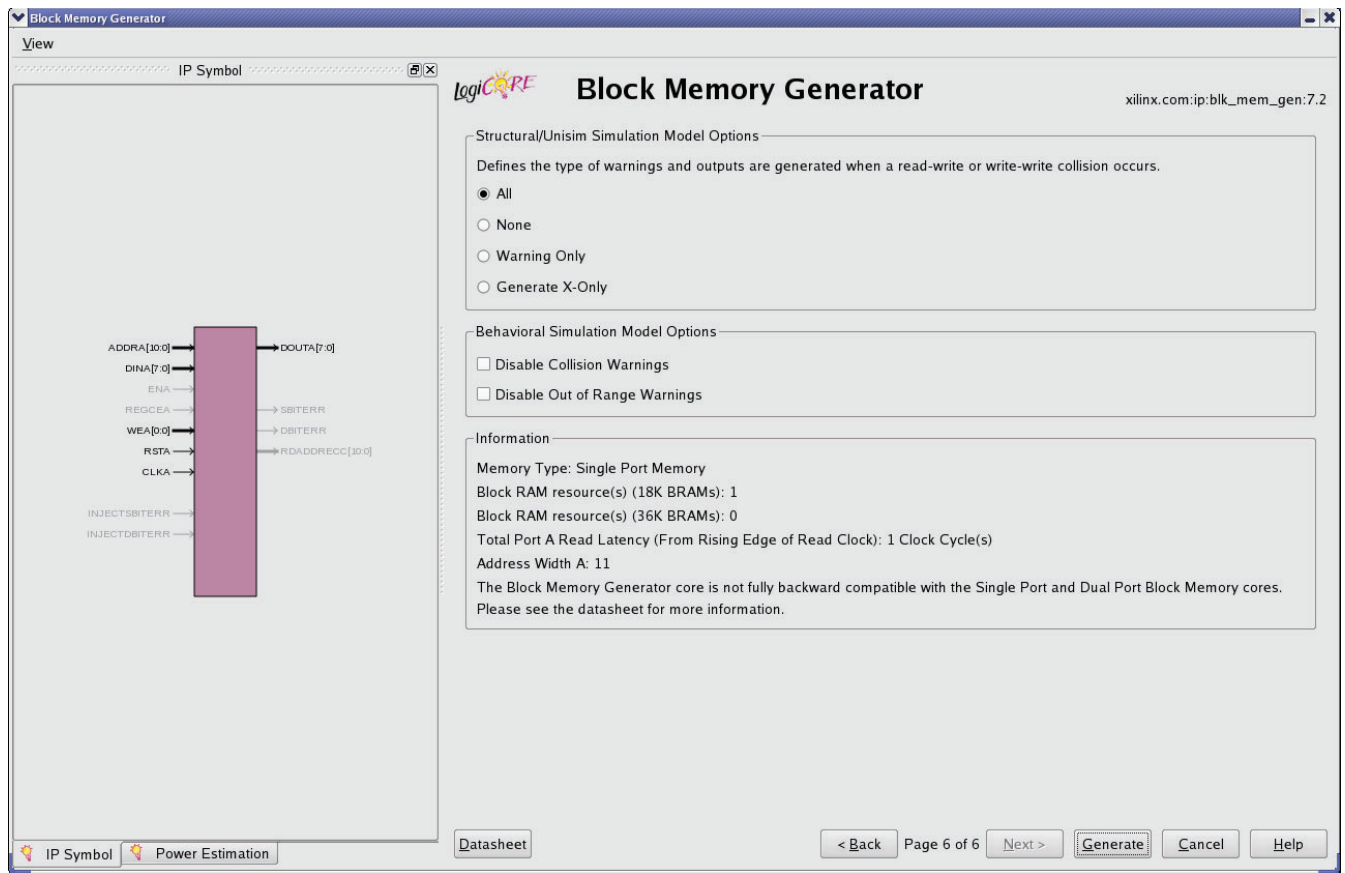 Block Memory Generator
View
IP Symbol
LogiCORE
Block Memory Generator
xilinx.com:ip:blk_mem_gen:7.2
ADDRA[10:0]
DINA[7:0]
ENA
REGCEA
WEA[0:0]
RSTA
CLKA
INJECTSBITERR
INJECTDBITERR
DOUTA[7:0]
SBITERR
DBITERR
RDADDRECC[10:0]
Structural/Unisim Simulation Model Options
Defines the type of warnings and outputs are generated when a read-write or write-write collision occurs.
All
None
Warning Only
Generate X-Only
Behavioral Simulation Model Options
Disable Collision Warnings
Disable Out of Range Warnings
Information
Memory Type: Single Port Memory
Block RAM resource(s) (18K BRAMs): 1
Block RAM resource(s) (36K BRAMs): 0
Total Port A Read Latency (From Rising Edge of Read Clock): 1 Clock Cycle(s)
Address Width A: 11
The Block Memory Generator core is not fully backward compatible with the Single Port and Dual Port Block Memory cores.
Please see the datasheet for more information.
IP Symbol
Power Estimation
Datasheet
< Back
Page 6 of 6
Next >
Generate
Cancel
Help